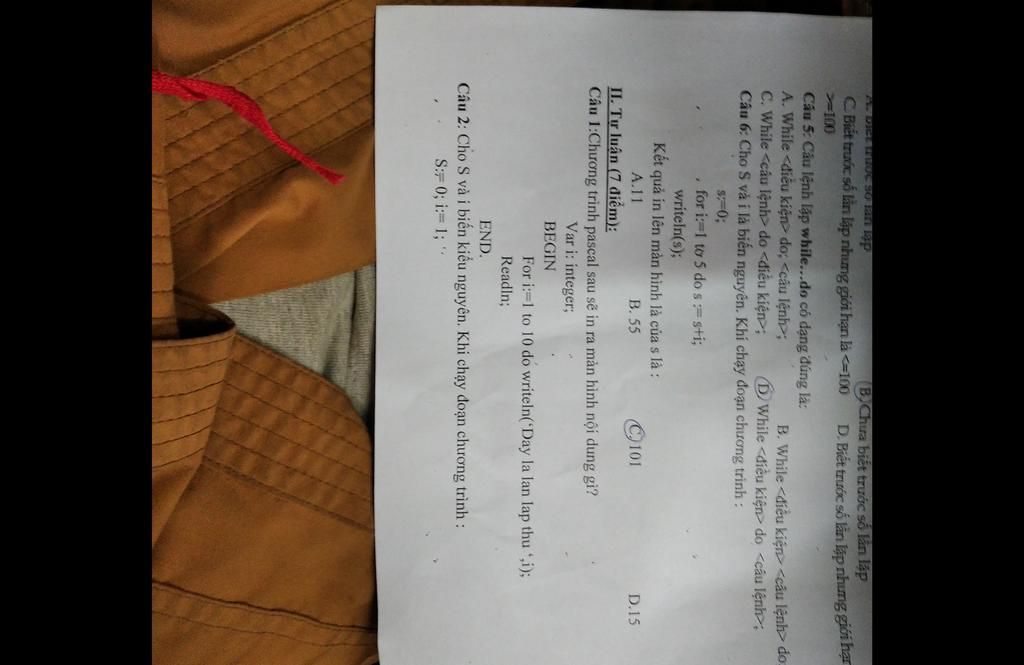 A. Biết trước số lần lặp B. Chưa biết trước số lần lặp
C. Biết trước số lần lặp nhưng giới hạn là <=100 D. Biết trước số lần lặp nhưng giới hạn
>=100
Câu 5: Câu lệnh lặp while...do có dạng đúng là:
A. While <điều kiện> do; <câu lệnh>; B. While <điều kiện> <câu lệnh> do
C. While <câu lệnh> do <điều kiện>; D. While <điều kiện> do <câu lệnh>;
Câu 6: Cho S và i là biến nguyên. Khi chạy đoạn chương trình :
s:=0;
for i:=1 to 5 do s := s+i;
writeln(s);
Kết quả in lên màn hình là của s là :
A.11 B. 55 C.101 D.15
II. Tự luân (7 điểm):
Câu 1:Chương trình pascal sau sẽ in ra màn hình nội dung gì?
Var i: integer;
BEGIN
For i:=1 to 10 do writeln('Day la lan lap thu ',i);
Readln;
END.
Câu 2: Cho S và i biến kiểu nguyên. Khi chạy đoạn chương trình :
S:= 0; i:= 1;